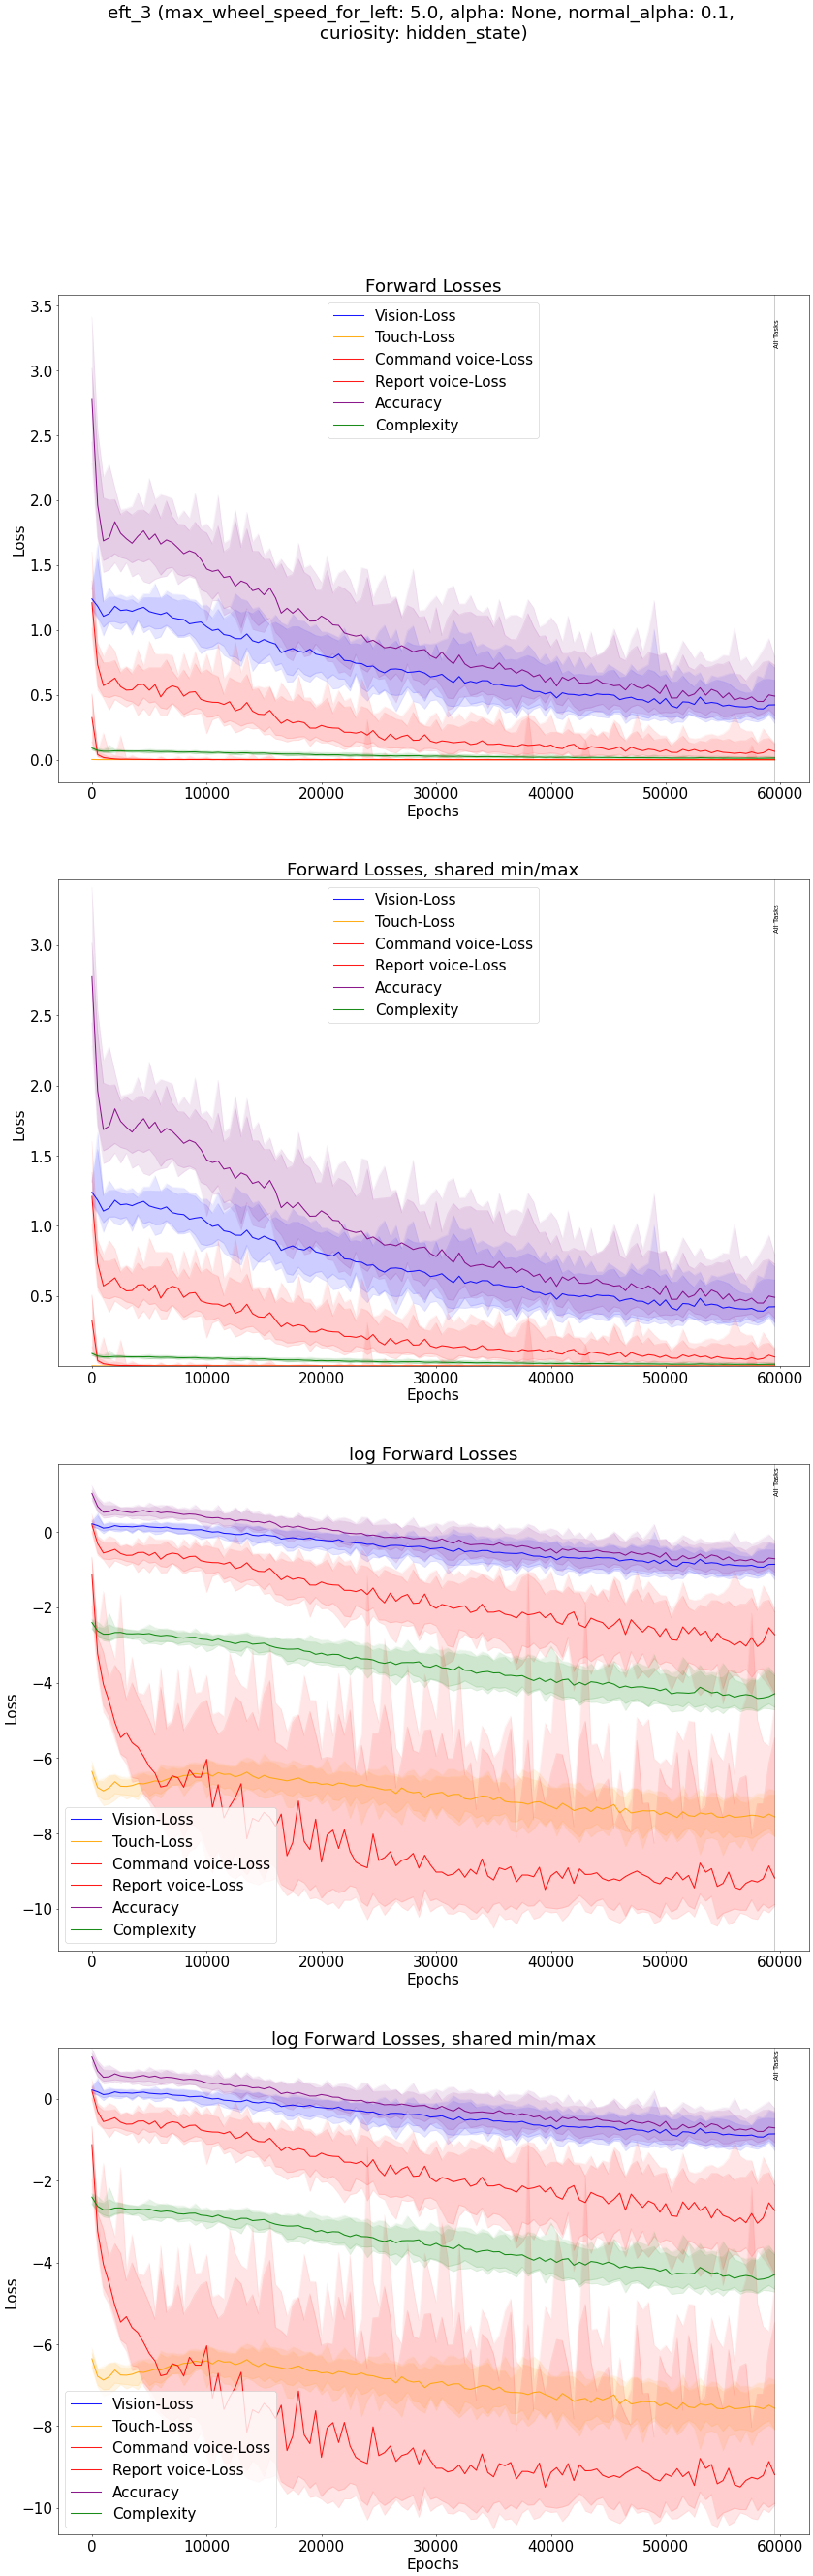 eft_3 (max_wheel_speed_for_left: 5.0, alpha: None, normal_alpha: 0.1,
curiosity: hidden_state)
Forward Losses
3.5
3.0
2.5
2.0
1.5
1.0
0.5
0.0
Loss
Vision-Loss
Touch-Loss
Command voice-Loss
Report voice-Loss
Accuracy
Complexity
All Tasks
0 10000 20000 30000 40000 50000 60000
Epochs
Forward Losses, shared min/max
3.0
2.5
2.0
1.5
1.0
0.5
Loss
Vision-Loss
Touch-Loss
Command voice-Loss
Report voice-Loss
Accuracy
Complexity
All Tasks
0 10000 20000 30000 40000 50000 60000
Epochs
log Forward Losses
0
−2
−4
−6
−8
−10
Loss
All Tasks
Vision-Loss
Touch-Loss
Command voice-Loss
Report voice-Loss
Accuracy
Complexity
0 10000 20000 30000 40000 50000 60000
Epochs
log Forward Losses, shared min/max
0
−2
−4
−6
−8
−10
Loss
All Tasks
Vision-Loss
Touch-Loss
Command voice-Loss
Report voice-Loss
Accuracy
Complexity
0 10000 20000 30000 40000 50000 60000
Epochs